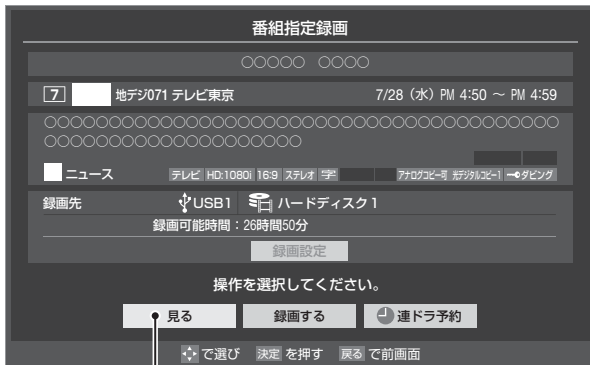 番組指定録画
○○○○○ ○○○○
7 地デジ071 テレビ東京 7/28（水）PM 4:50 ～ PM 4:59
○○○○○○○○○○○○○○○○○○○○○○○○○○○○○○○○○○○○○○
○○○○○○○○○○○○○○○○○○○
ニュース テレビ HD:1080i 16:9 ステレオ 字 アナログコピー可 光デジタルコピー1 ダビング
録画先 USB1 ハードディスク1
録画可能時間：26時間50分
録画設定
操作を選択してください。
見る 録画する 連ドラ予約
で選び 決定 を押す 戻る で前画面